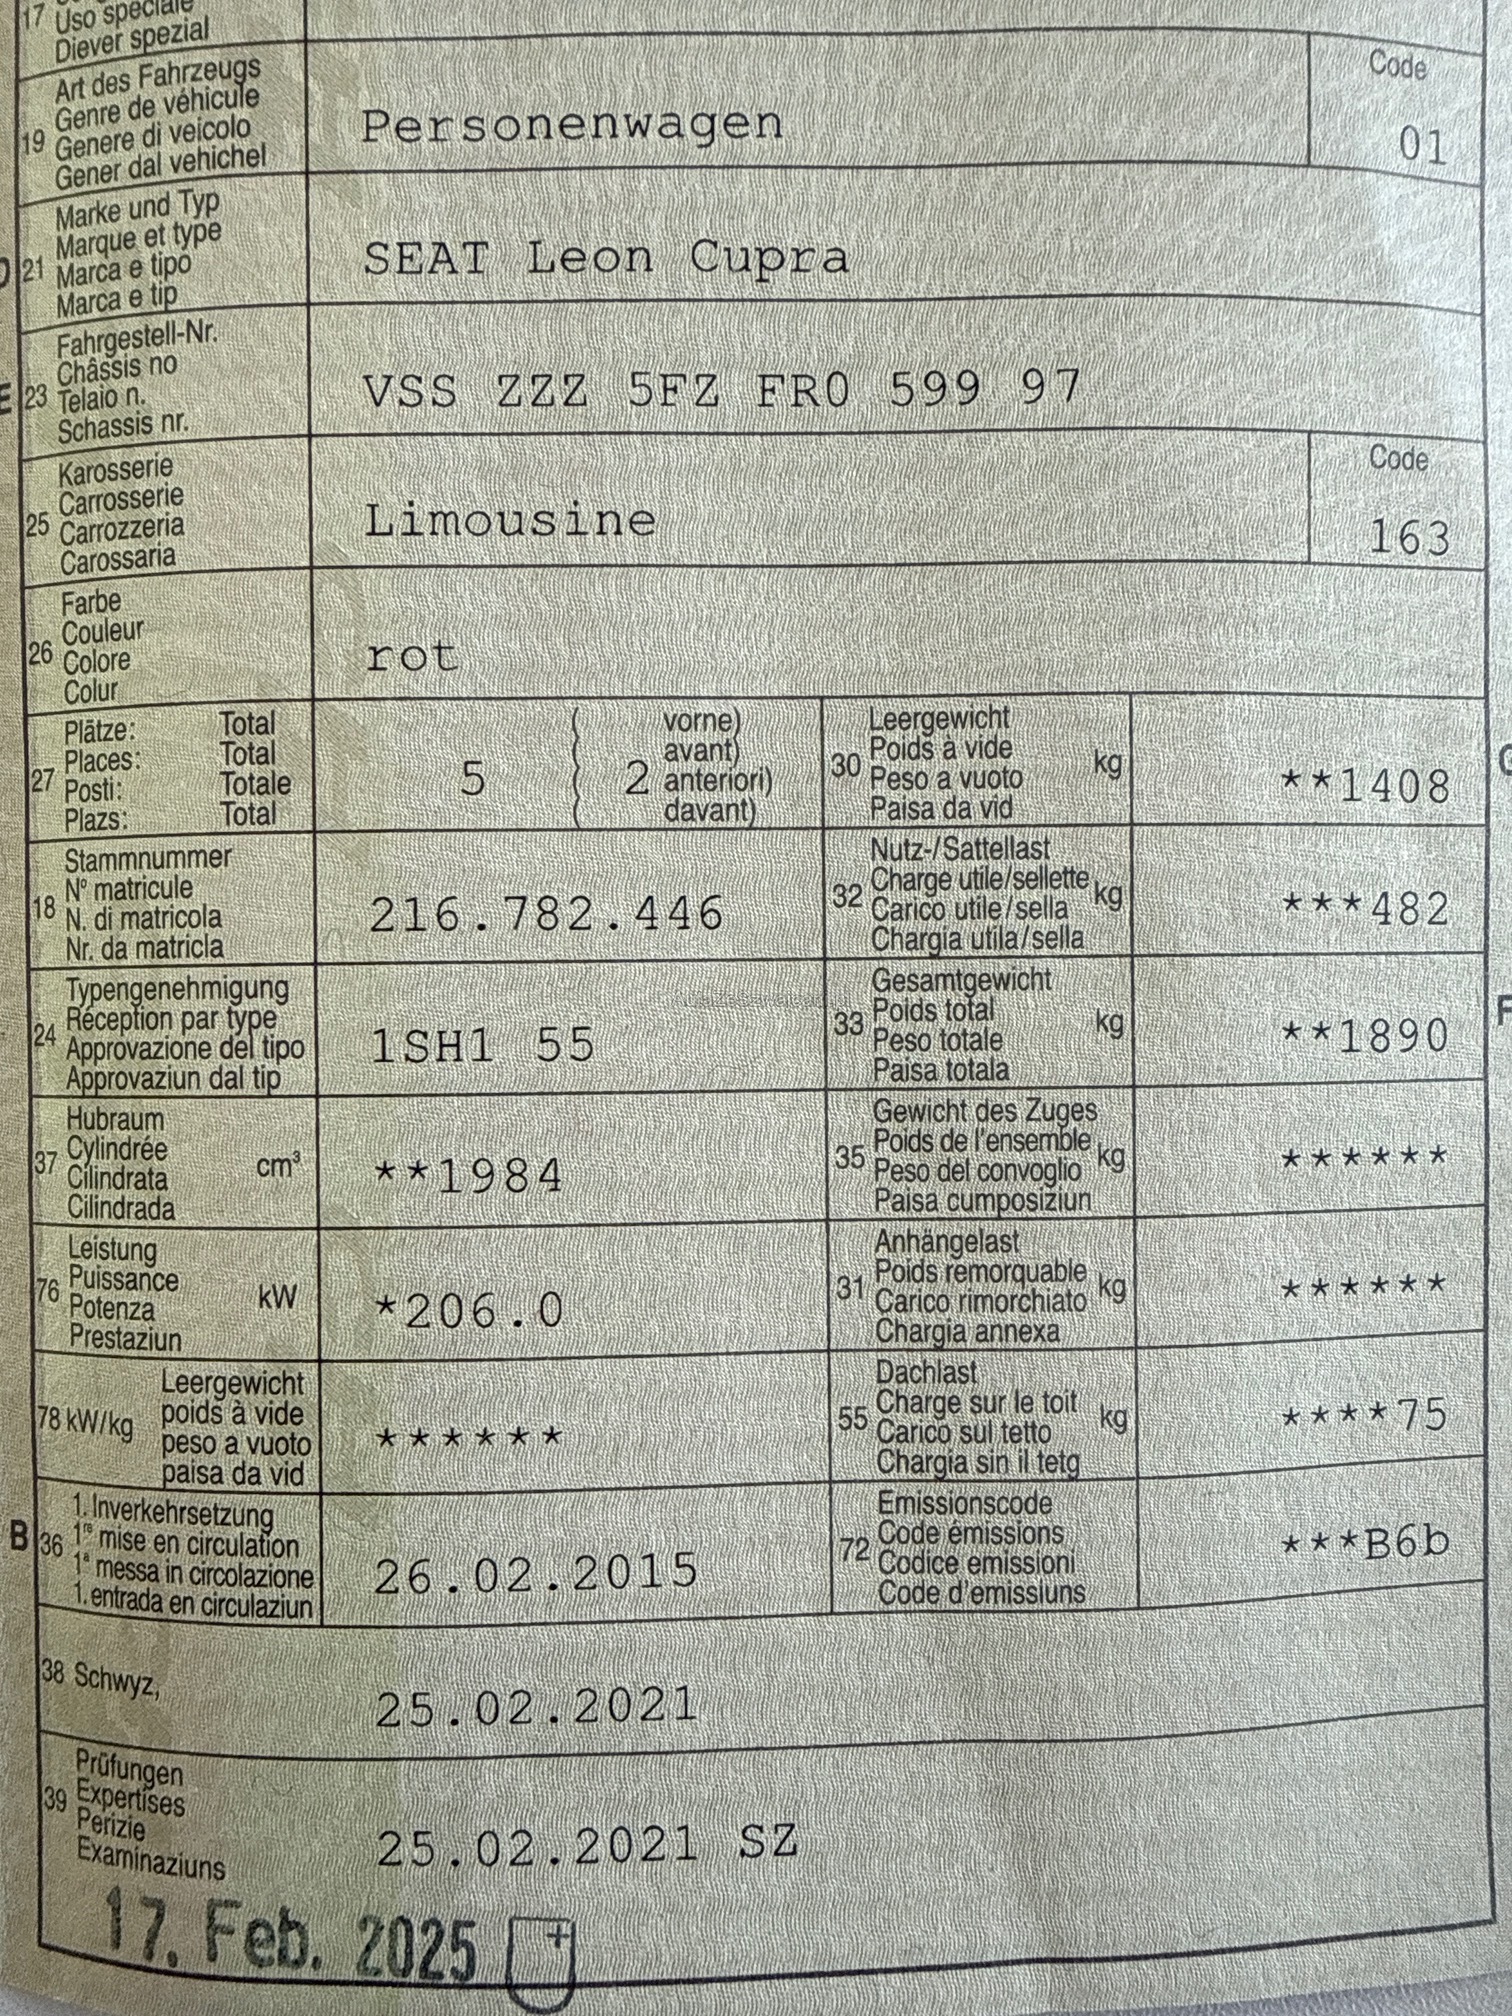 17 Uso speciale
Diever spezial
Art des Fahrzeugs
Genre de véhicule
19 Genere di veicolo
Gener dal vehichel
Personenwagen
Code
01
Marke und Typ
Marque et type
21 Marca e tipo
Marca e tip
SEAT Leon Cupra
Fahrgestell-Nr.
Châssis no
E 23 Telaio n.
Schassis nr.
VSS ZZZ 5FZ FR0 599 97
Karosserie
Carrosserie
25 Carrozzeria
Carossaria
Limousine
Code
163
Farbe
Couleur
26 Colore
Colur
rot
Plätze: Total
Places: Total
27 Posti: Totale
Plazs: Total
5
2
vorne)
avant)
anteriori)
davant)
Leergewicht
30 Poids à vide kg
Peso a vuoto
Paisa da vid
**1408
Stammnummer
18 N° matricule
N. di matricola
Nr. da matricla
216.782.446
Nutz-/Sattellast
32 Charge utile/sellette kg
Carico utile/sella
Chargia utila/sella
***482
Typengenehmigung
24 Réception par type
Approvazione del tipo
Approvaziun dal tip
1SH1 55
Gesamtgewicht
33 Poids total kg
Peso totale
Paisa totala
**1890
Hubraum
37 Cylindrée cm³
Cilindrata
Cilindrada
**1984
Gewicht des Zuges
35 Poids de l'ensemble kg
Peso del convoglio
Paisa cumposiziun
******
Leistung
76 Puissance kW
Potenza
Prestaziun
*206.0
Anhängelast
31 Poids remorquable kg
Carico rimorchiato
Chargia annexa
******
78 kW/kg
Leergewicht
poids à vide
peso a vuoto
paisa da vid
******
Dachlast
55 Charge sur le toit kg
Carico sul tetto
Chargia sin il tetg
****75
B 36
1. Inverkehrsetzung
1re mise en circulation
1a messa in circolazione
1. entrada en circulaziun
26.02.2015
Emissionscode
72 Code émissions
Codice emissioni
Code d'emissiuns
***B6b
38 Schwyz,
25.02.2021
Prüfungen
39 Expertises
Perizie
Examinaziuns
25.02.2021 SZ
17. Feb. 2025